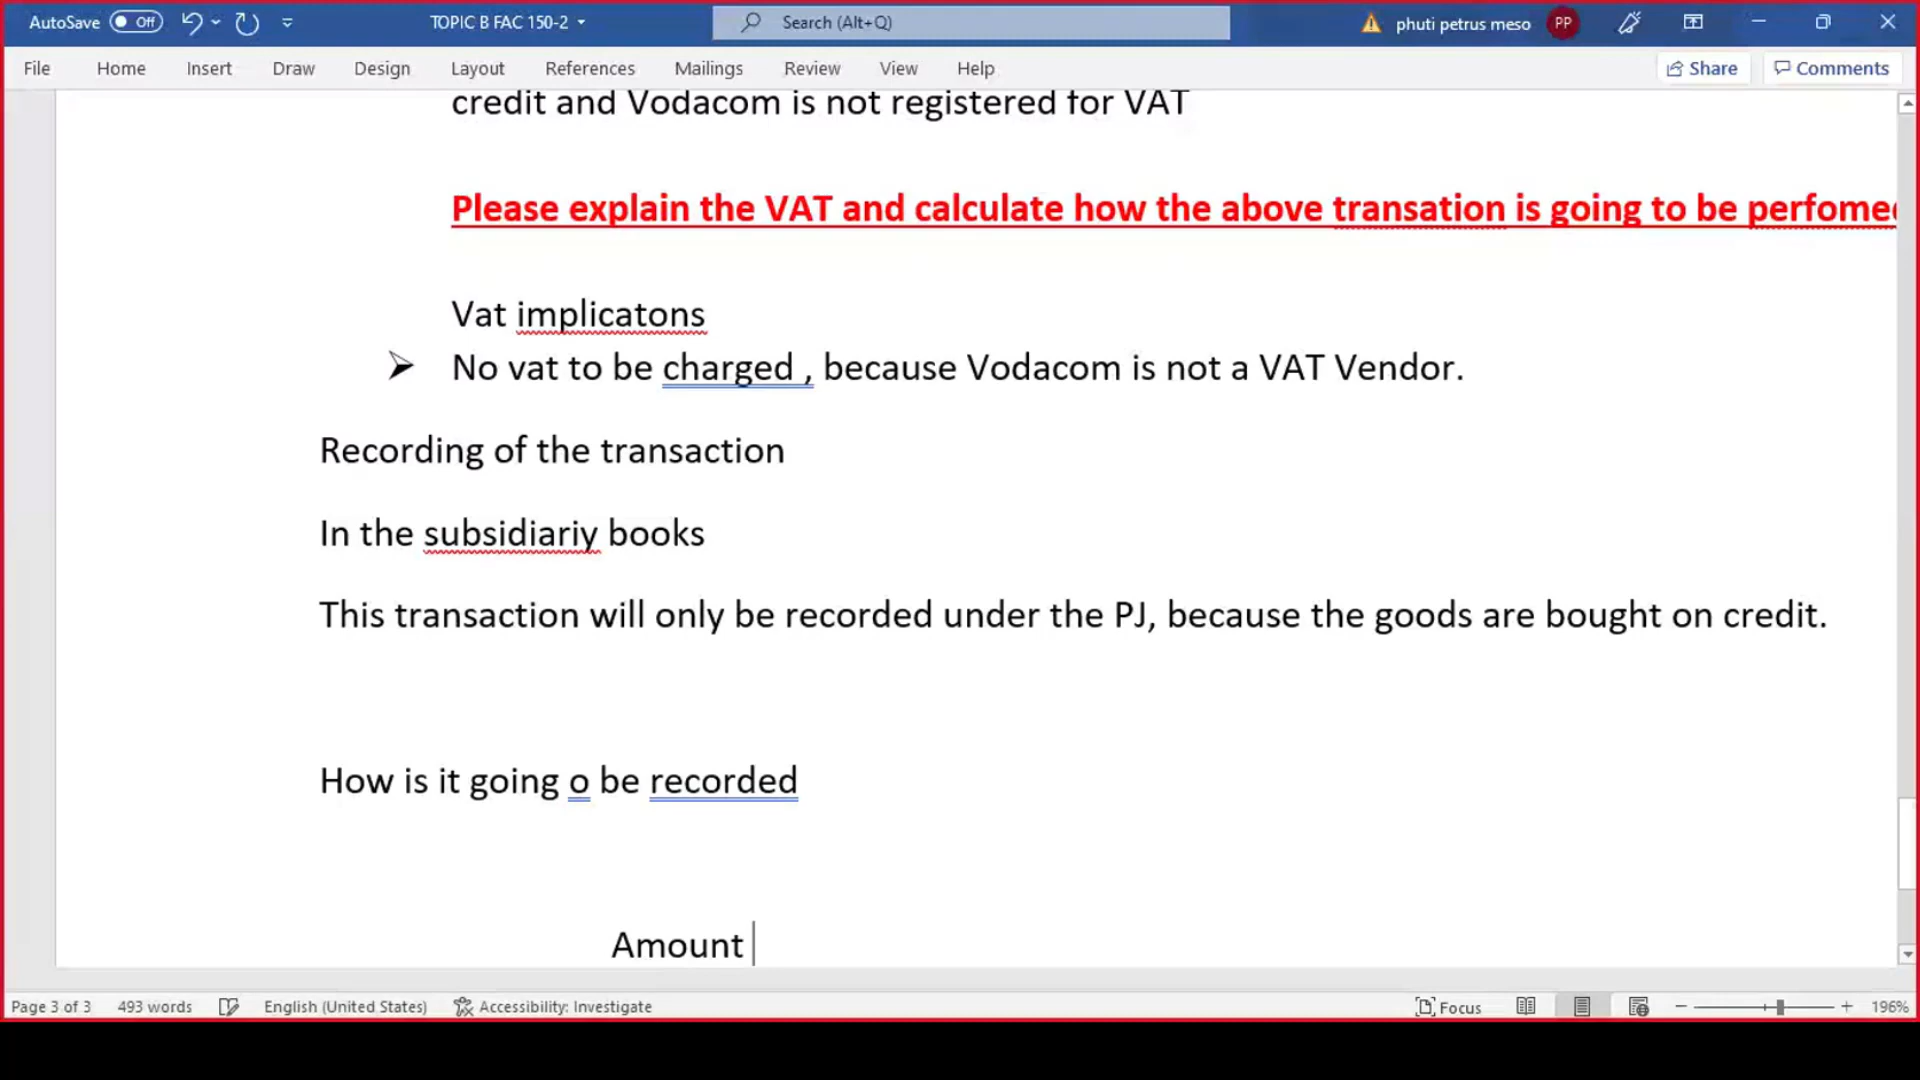 AutoSave Off TOPIC B FAC 150-2 Search (Alt+Q) phuti petrus meso PP
File Home Insert Draw Design Layout References Mailings Review View Help Share Comments
credit and Vodacom is not registered for VAT
Please explain the VAT and calculate how the above transation is going to be perfomed
Vat implicatons
➢ No vat to be charged , because Vodacom is not a VAT Vendor.
Recording of the transaction
In the subsidiariy books
This transaction will only be recorded under the PJ, because the goods are bought on credit.
How is it going o be recorded
Amount
Page 3 of 3 493 words English (United States) Accessibility: Investigate Focus 196%